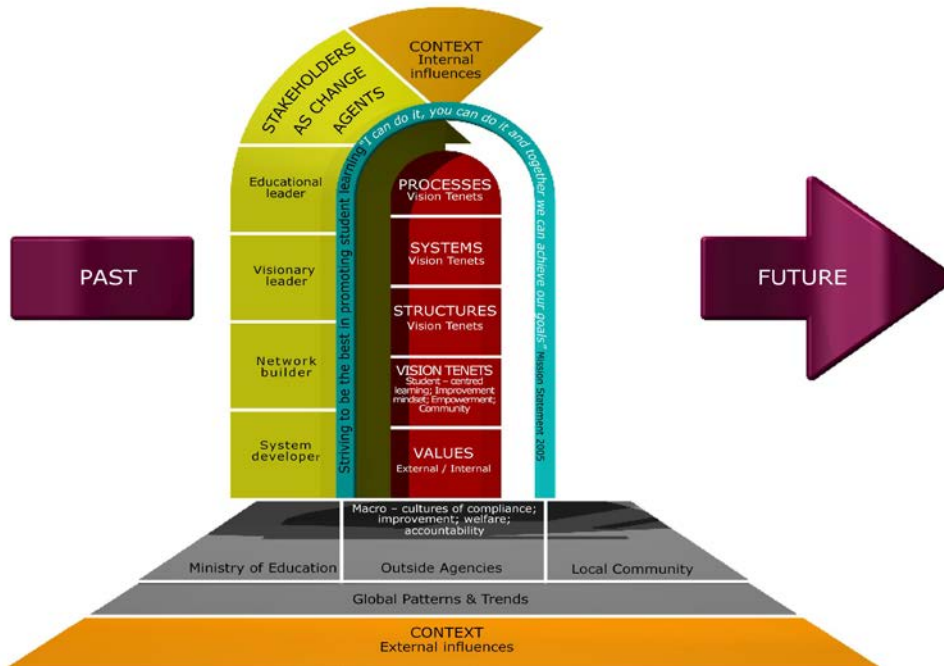 CONTEXT
Internal
influences
STAKEHOLDERS
AS CHANGE
AGENTS
Educational
leader
Visionary
leader
Network
builder
System
developer
Striving to be the best in promoting student learning
"I can do it, you can do it and together we can achieve our goals" Mission Statement 2005
PROCESSES
Vision Tenets
SYSTEMS
Vision Tenets
STRUCTURES
Vision Tenets
VISION TENETS
Student – centred
learning; Improvement
mindset; Empowerment;
Community
VALUES
External / Internal
PAST
FUTURE
Macro – cultures of compliance;
improvement; welfare;
accountability
Ministry of Education
Outside Agencies
Local Community
Global Patterns & Trends
CONTEXT
External influences